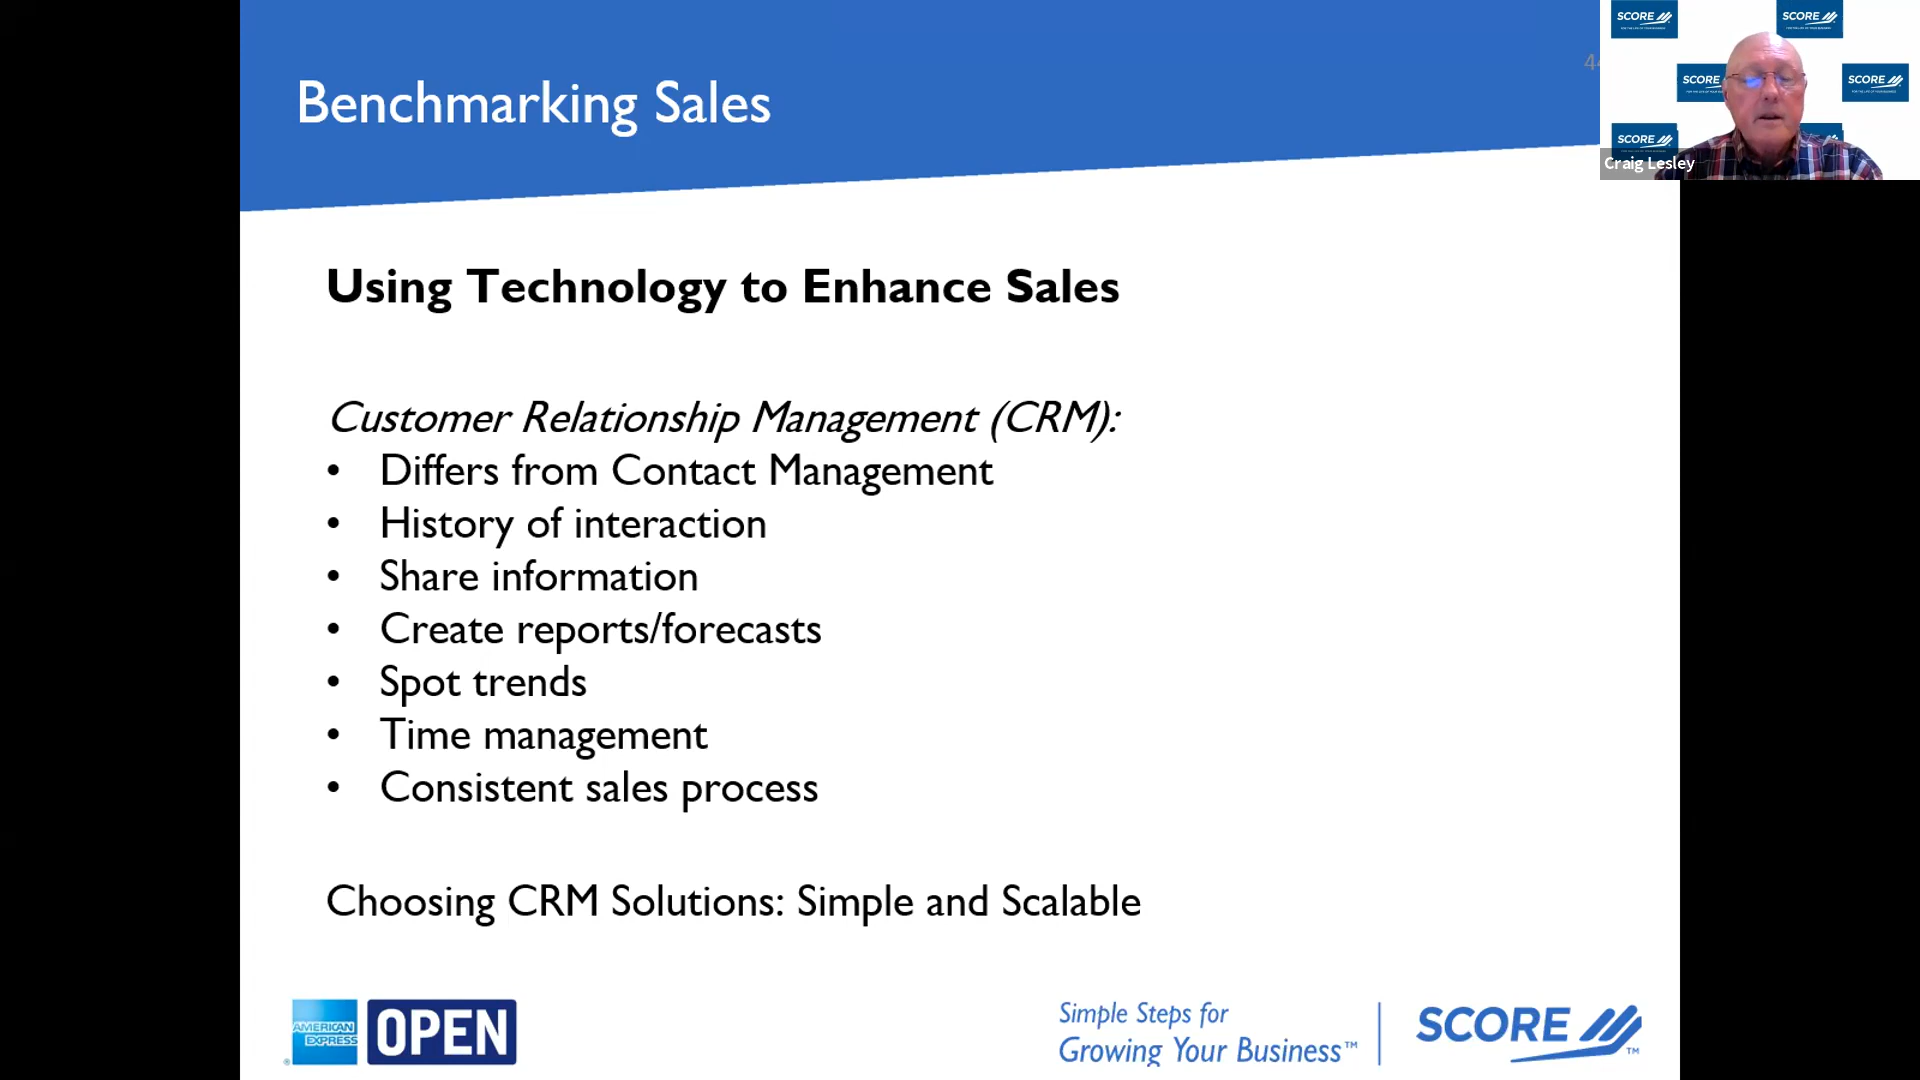 Benchmarking Sales
SCORE
SCORE
SCORE
SCORE
SCORE
Craig Lesley
Using Technology to Enhance Sales
Customer Relationship Management (CRM):
• Differs from Contact Management
• History of interaction
• Share information
• Create reports/forecasts
• Spot trends
• Time management
• Consistent sales process
Choosing CRM Solutions: Simple and Scalable
AMERICAN
EXPRESS
®
OPEN
Simple Steps for
Growing Your Business™
SCORE
™